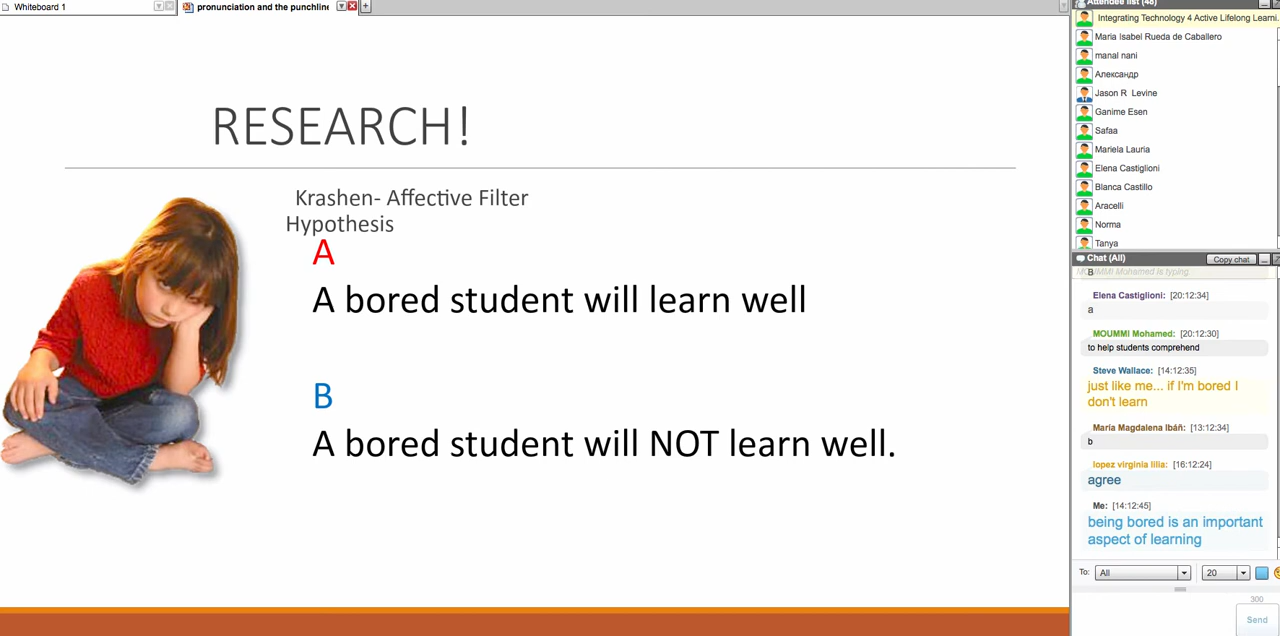 Whiteboard 1
pronunciation and the punchline
RESEARCH!
Krashen- Affective Filter
Hypothesis
A
A bored student will learn well
B
A bored student will NOT learn well.
Attendee list (48)
Integrating Technology 4 Active Lifelong Learni
Maria Isabel Rueda de Caballero
manal nani
Александр
Jason R Levine
Ganime Esen
Safaa
Mariela Lauria
Elena Castiglioni
Blanca Castillo
Aracelli
Norma
Tanya
Chat (All)
Copy chat
MOUMMI Mohamed is typing
B
Elena Castiglioni: [20:12:34]
a
MOUMMI Mohamed: [20:12:30]
to help students comprehend
Steve Wallace: [14:12:35]
just like me... if I'm bored I
don't learn
Maria Magdalena Ibáñ: [13:12:34]
b
lopez virginia lilia: [16:12:24]
agree
Me: [14:12:45]
being bored is an important
aspect of learning
To: All 20
300
Send